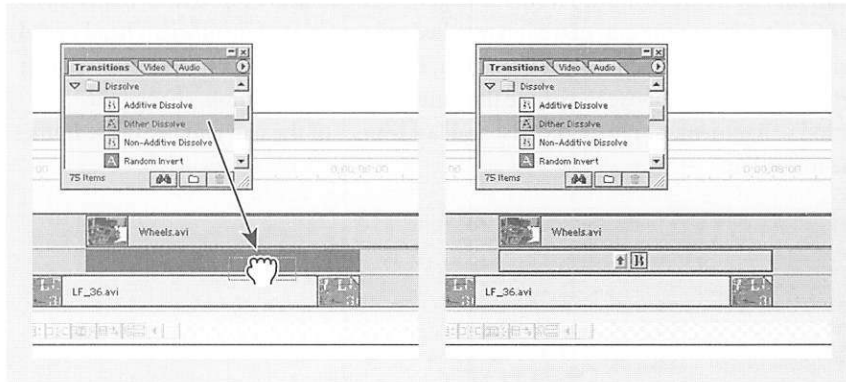 Transitions Video Audio
Dissolve
Additive Dissolve
Dither Dissolve
Non-Additive Dissolve
Random Invert
75 Items
Wheels.avi
LF_36.avi
Transitions Video Audio
Dissolve
Additive Dissolve
Dither Dissolve
Non-Additive Dissolve
Random Invert
75 Items
Wheels.avi
LF_36.avi